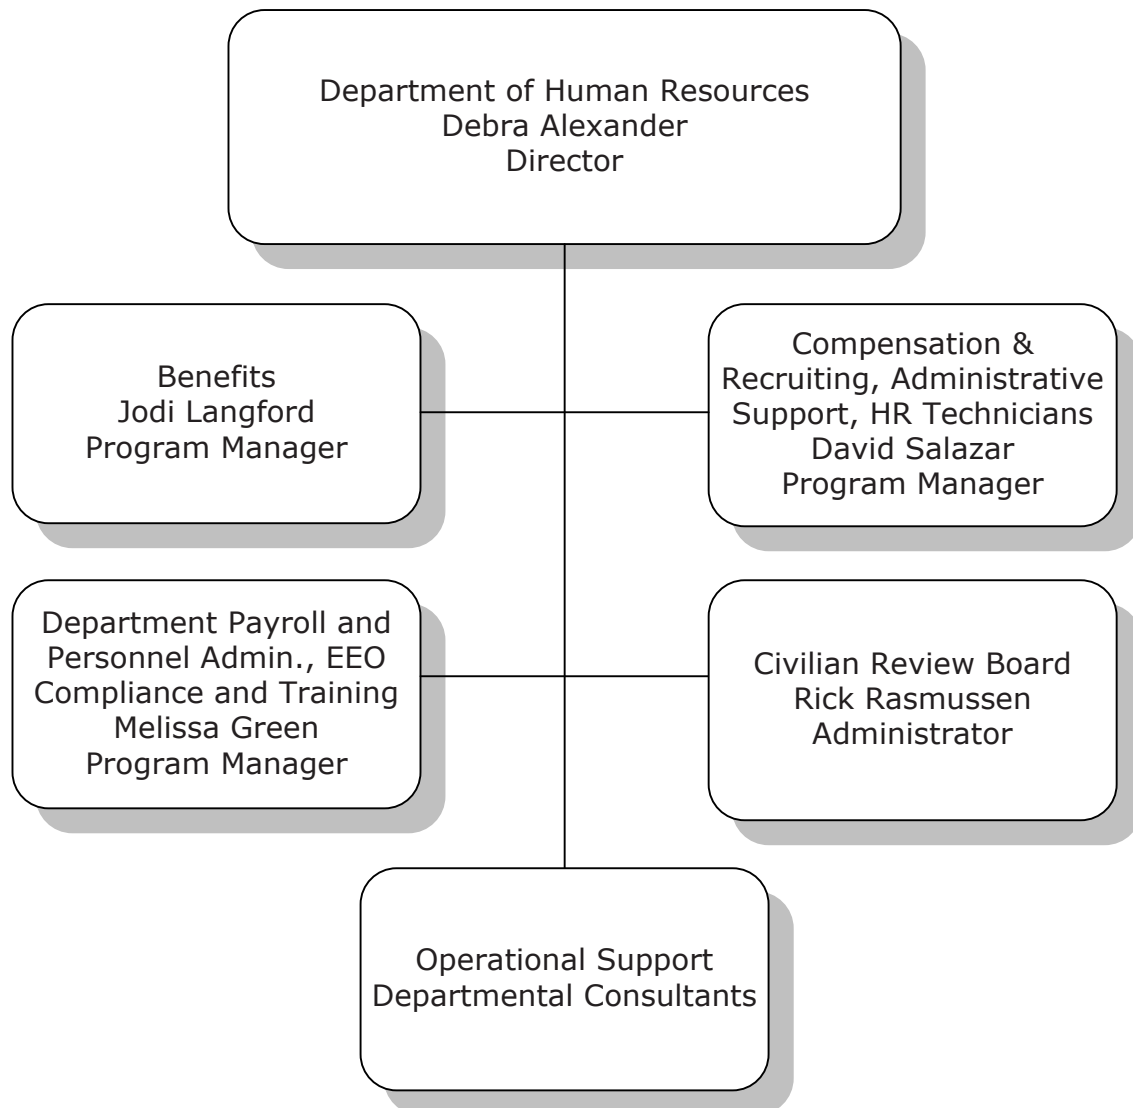 Department of Human Resources
Debra Alexander
Director
Benefits
Jodi Langford
Program Manager
Compensation &
Recruiting, Administrative
Support, HR Technicians
David Salazar
Program Manager
Department Payroll and
Personnel Admin., EEO
Compliance and Training
Melissa Green
Program Manager
Civilian Review Board
Rick Rasmussen
Administrator
Operational Support
Departmental Consultants